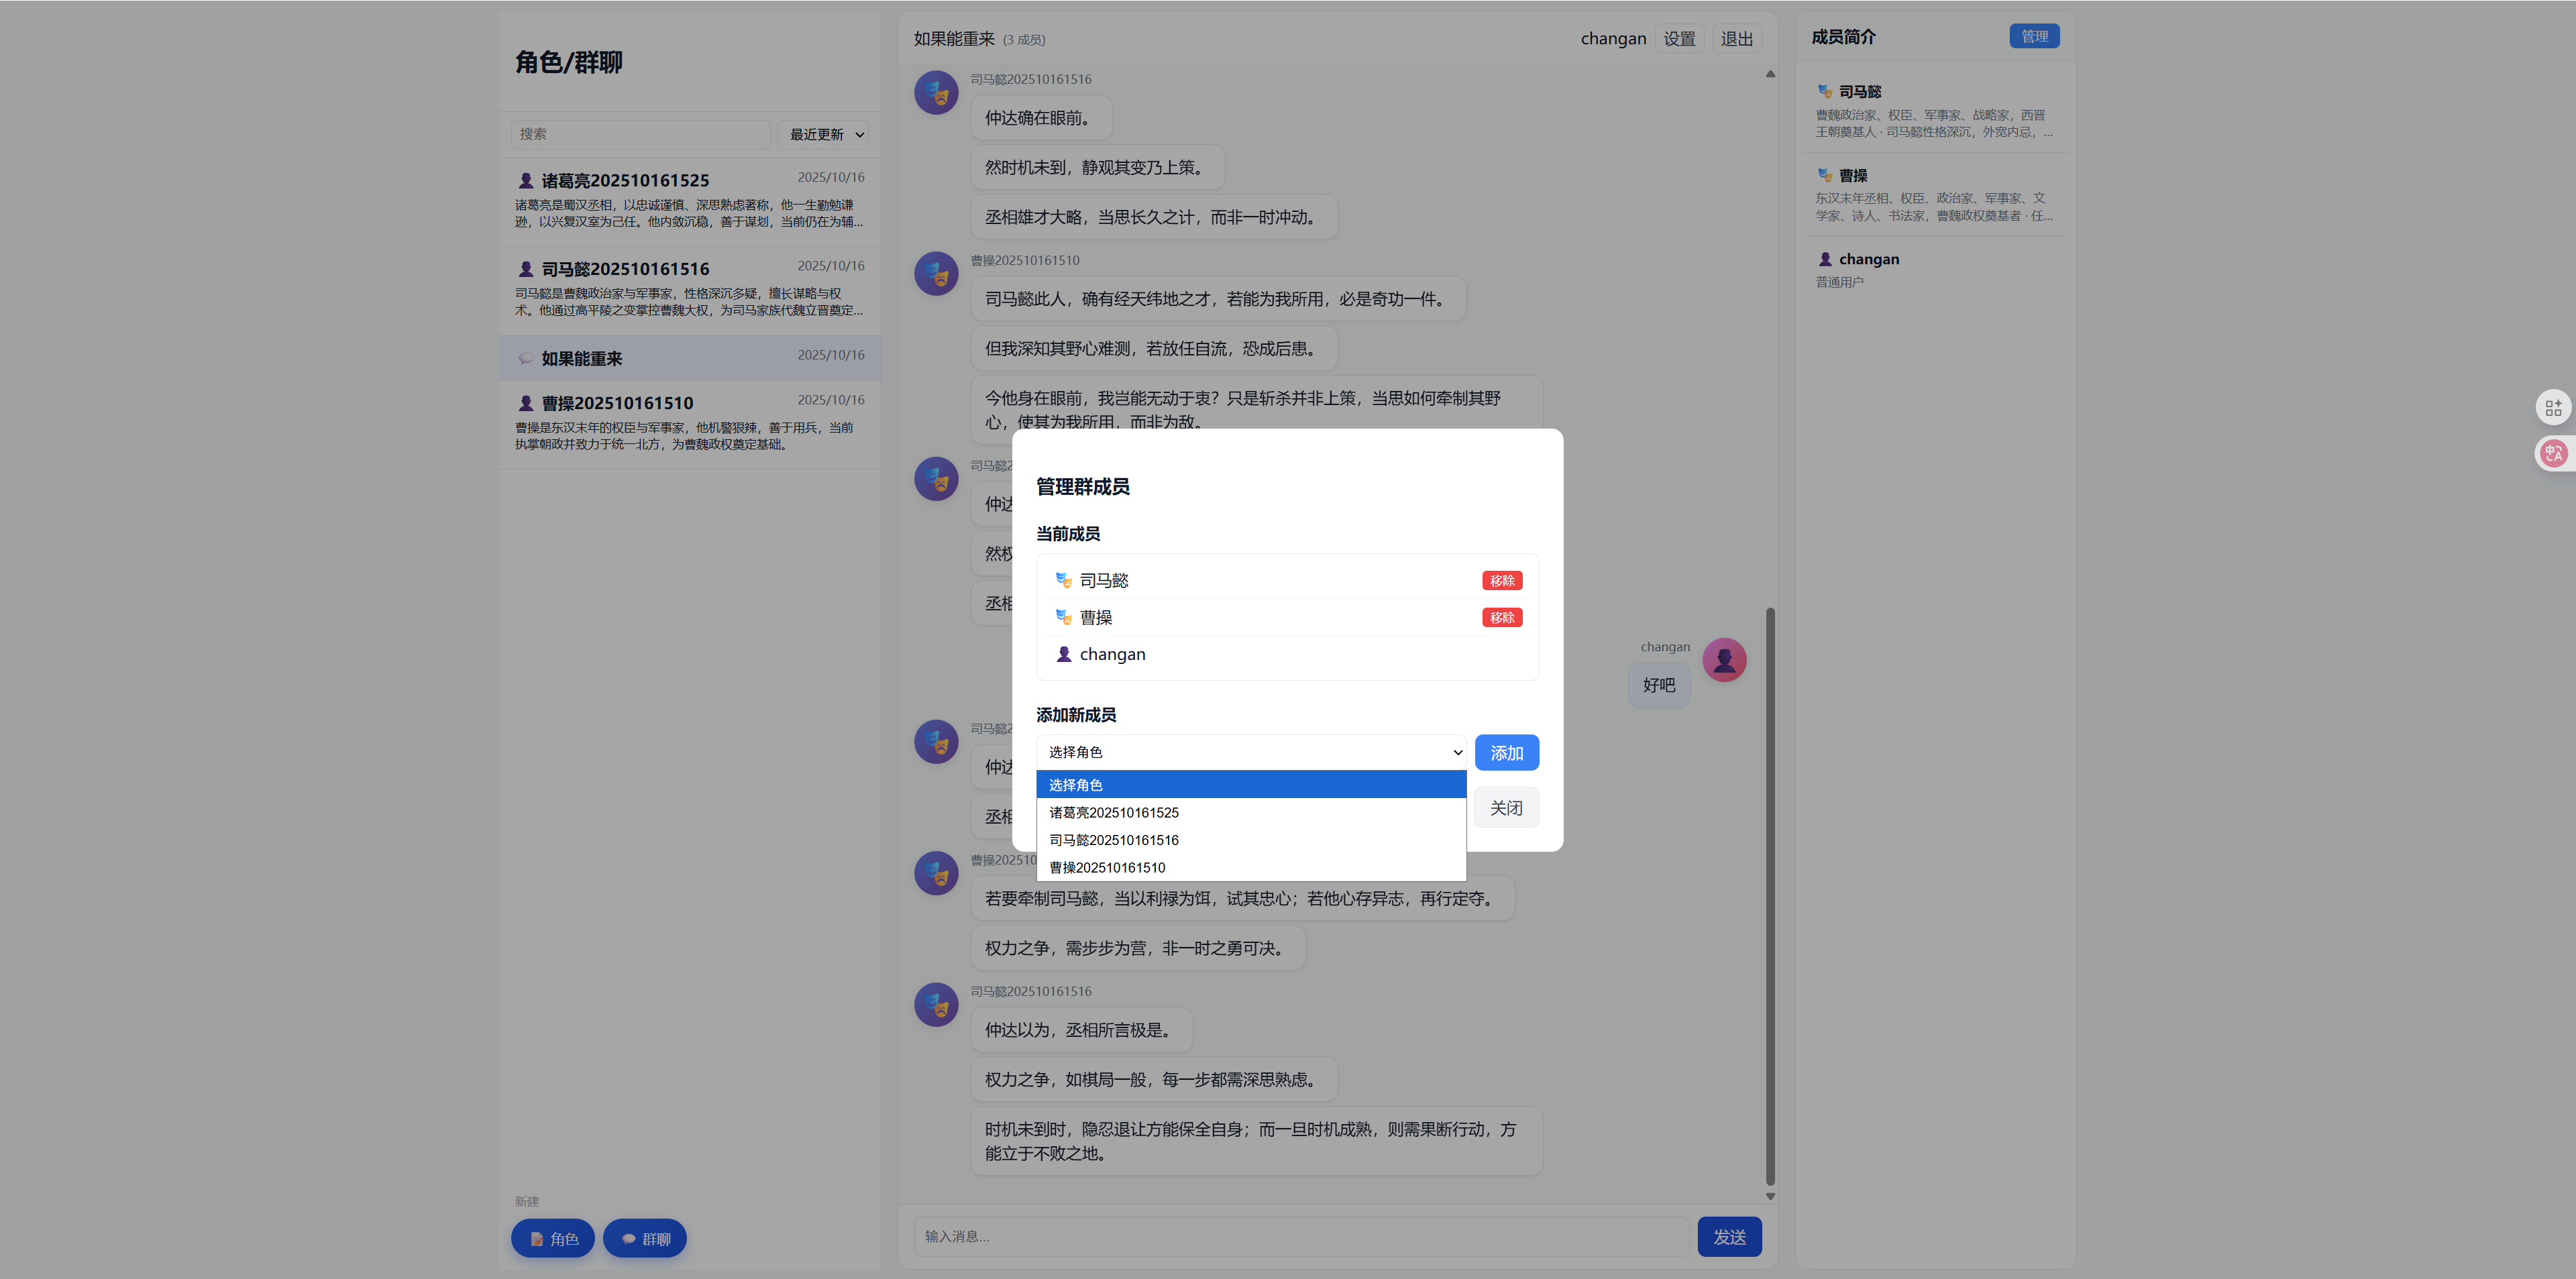 角色/群聊
搜索
最近更新
诸葛亮202510161525
2025/10/16
诸葛亮是蜀汉丞相，以忠诚谨慎、深思熟虑著称，他一生勤勉谦
逊，以兴复汉室为己任。他内敛沉稳，善于谋划，当前仍在为辅...
司马懿202510161516
2025/10/16
司马懿是曹魏政治家与军事家，性格深沉多疑，擅长谋略与权
术。他通过高平陵之变掌控曹魏大权，为司马家族代魏立晋奠定...
如果能重来
2025/10/16
曹操202510161510
2025/10/16
曹操是东汉末年的权臣与军事家，他机警狠辣，善于用兵，当前
执掌朝政并致力于统一北方，为曹魏政权奠定基础。
新建
角色
群聊
如果能重来 (3 成员)
changan
设置
退出
司马懿202510161516
仲达确在眼前。
然时机未到，静观其变乃上策。
丞相雄才大略，当思长久之计，而非一时冲动。
曹操202510161510
司马懿此人，确有经天纬地之才，若能为我所用，必是奇功一件。
但我深知其野心难测，若放任自流，恐成后患。
今他身在眼前，我岂能无动于衷？只是斩杀并非上策，当思如何牵制其野
心，使其为我所用，而非为敌。
司马懿2
仲达
然权
丞相
changan
好吧
司马懿2
仲达
丞相
曹操20251
若要牵制司马懿，当以利禄为饵，试其忠心；若他心存异志，再行定夺。
权力之争，需步步为营，非一时之勇可决。
司马懿202510161516
仲达以为，丞相所言极是。
权力之争，如棋局一般，每一步都需深思熟虑。
时机未到时，隐忍退让方能保全自身；而一旦时机成熟，则需果断行动，方
能立于不败之地。
输入消息...
发送
管理群成员
当前成员
司马懿
移除
曹操
移除
changan
添加新成员
选择角色
添加
选择角色
诸葛亮202510161525
司马懿202510161516
曹操202510161510
关闭
成员简介
管理
司马懿
曹魏政治家、权臣、军事家、战略家，西晋
王朝奠基人 · 司马懿性格深沉，外宽内忌，...
曹操
东汉末年丞相、权臣、政治家、军事家、文
学家、诗人、书法家，曹魏政权奠基者 · 任...
changan
普通用户
中A